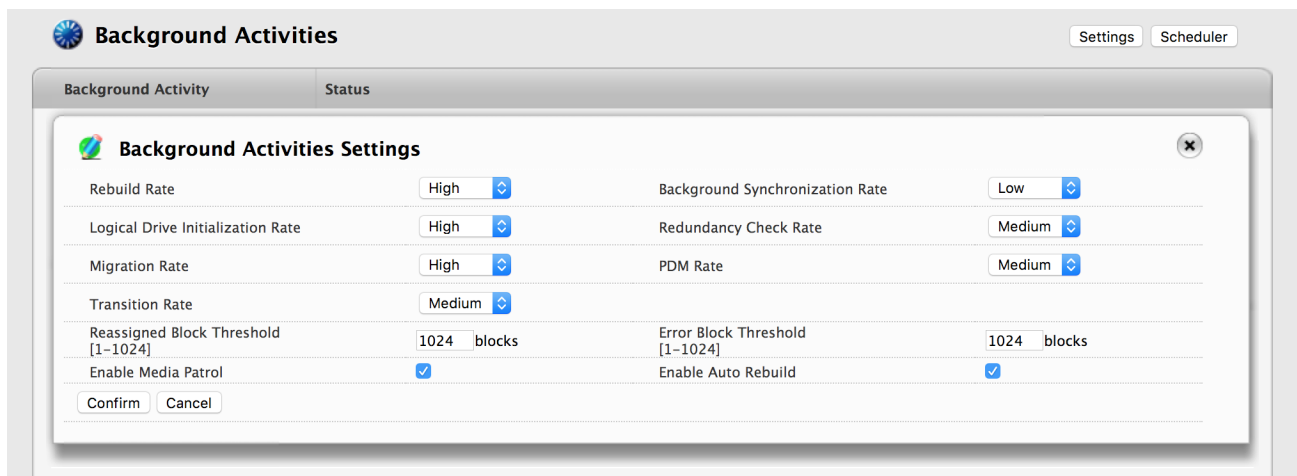 Background Activities
Settings Scheduler
Background Activity Status
Background Activities Settings
Rebuild Rate High Background Synchronization Rate Low
Logical Drive Initialization Rate High Redundancy Check Rate Medium
Migration Rate High PDM Rate Medium
Transition Rate Medium
Reassigned Block Threshold
[1-1024] 1024 blocks
Error Block Threshold
[1-1024] 1024 blocks
Enable Media Patrol Enable Auto Rebuild
Confirm Cancel